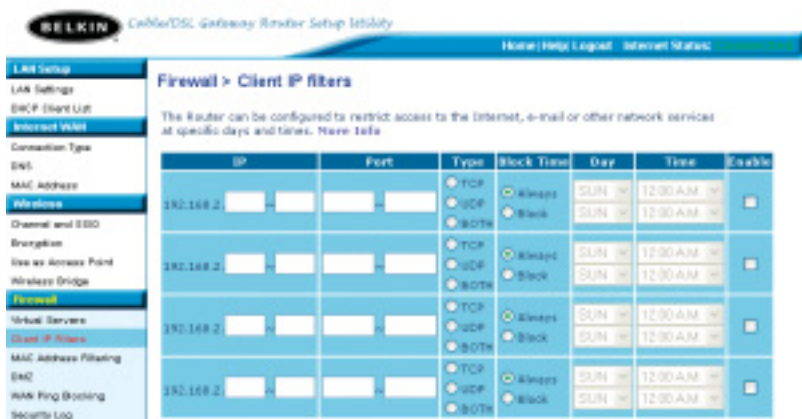 BELKIN Cable/DSL Gateway Router Setup Utility
Home|Help|Logout Internet Status:
LAN Setup
LAN Settings
DHCP Client List
Internet WAN
Connection Type
DNS
MAC Address
Wireless
Channel and SSID
Encryption
Use as Access Point
Wireless Bridge
Firewall
Virtual Servers
Client IP Filters
MAC Address Filtering
DMZ
WAN Ping Blocking
Security Log
Firewall > Client IP filters
The Router can be configured to restrict access to the Internet, e-mail or other network services
at specific days and times. More Info
IP Port Type Block Time Day Time Enable
192.168.2. ~ ~ TCP UDP BOTH Always Block SUN SUN 12:00 A.M. 12:00 A.M.
192.168.2. ~ ~ TCP UDP BOTH Always Block SUN SUN 12:00 A.M. 12:00 A.M.
192.168.2. ~ ~ TCP UDP BOTH Always Block SUN SUN 12:00 A.M. 12:00 A.M.
192.168.2. ~ ~ TCP UDP BOTH Always Block SUN SUN 12:00 A.M. 12:00 A.M.